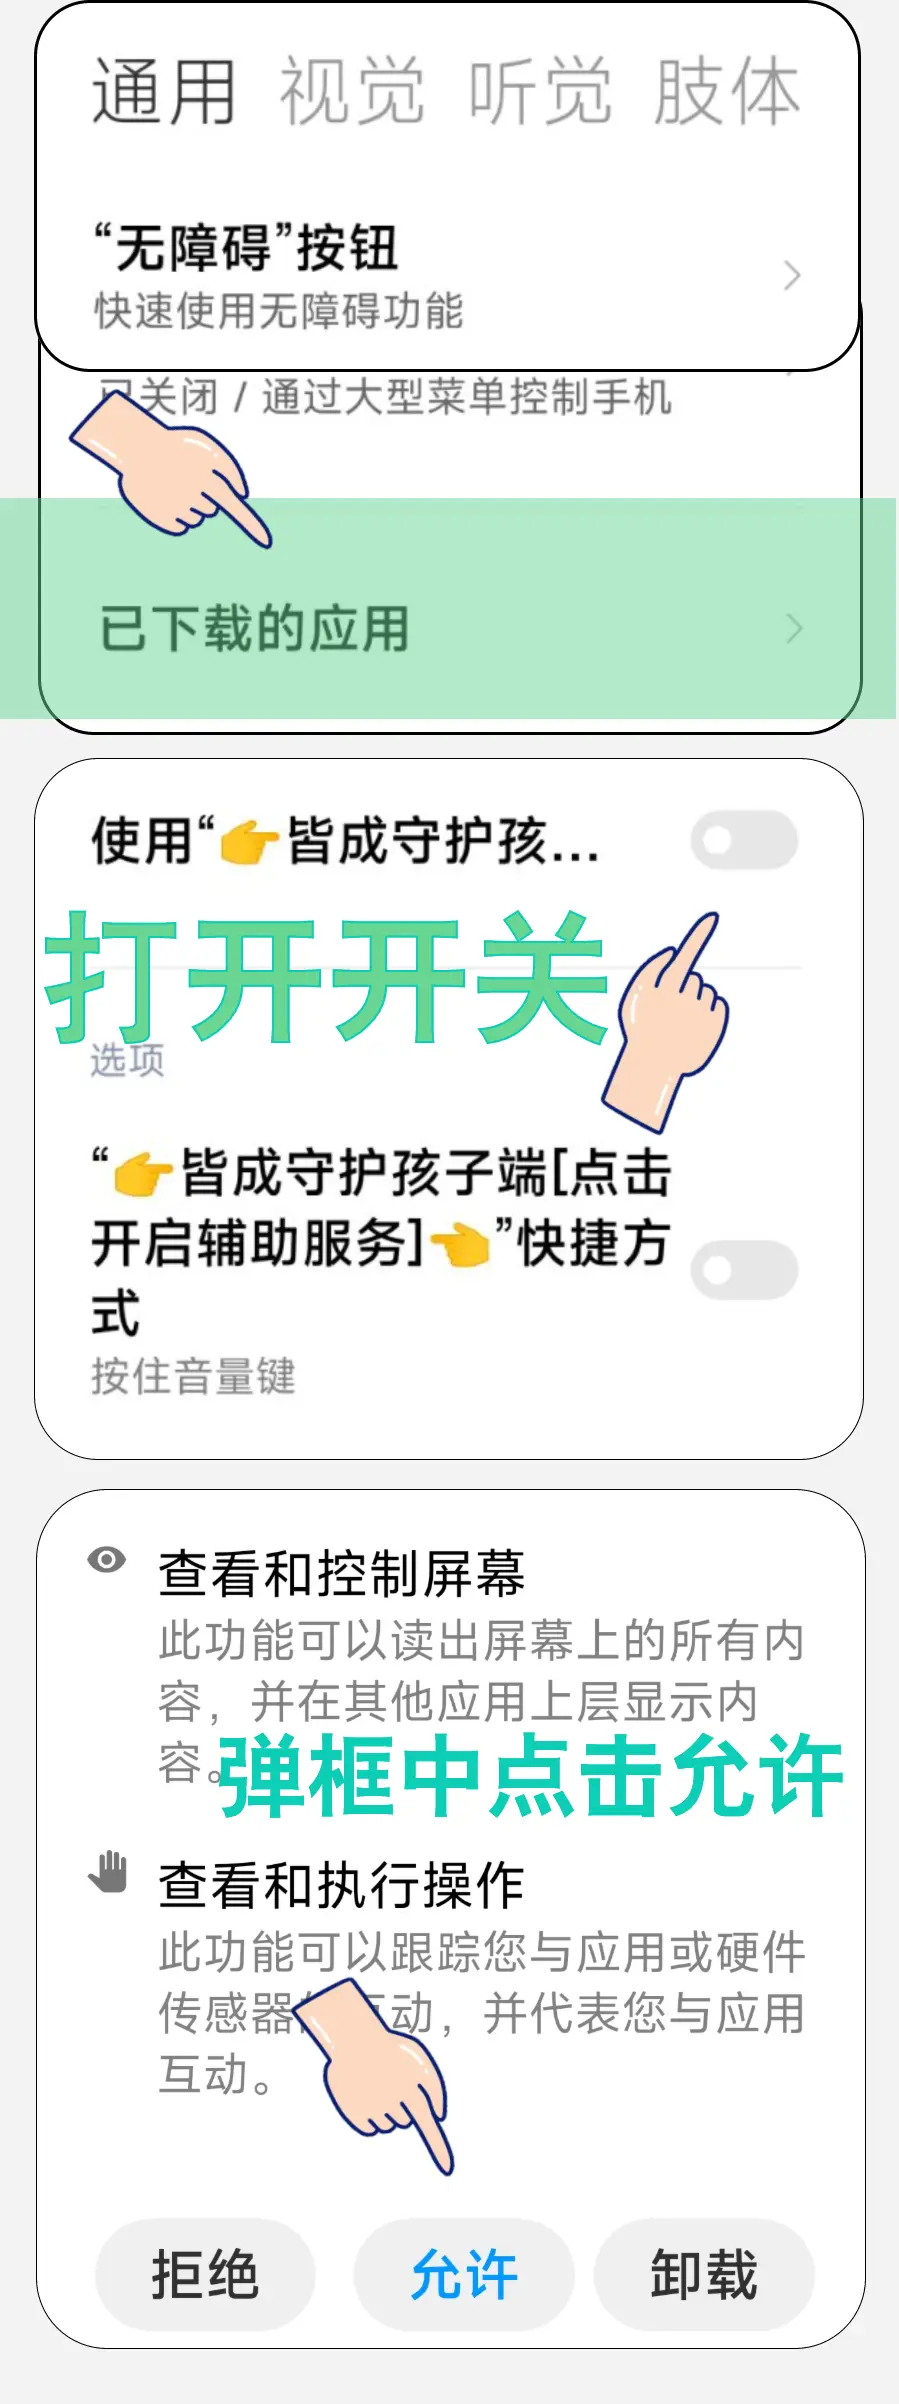 通用 视觉 听觉 肢体
“无障碍”按钮
快速使用无障碍功能
已关闭 / 通过大型菜单控制手机
已下载的应用
使用“👉皆成守护孩...
打开开关
选项
“👉皆成守护孩子端[点击
开启辅助服务]👈”快捷方
式
按住音量键
查看和控制屏幕
此功能可以读出屏幕上的所有内
容，并在其他应用上层显示内
容。
弹框中点击允许
查看和执行操作
此功能可以跟踪您与应用或硬件
传感器的互动，并代表您与应用
互动。
拒绝 允许 卸载